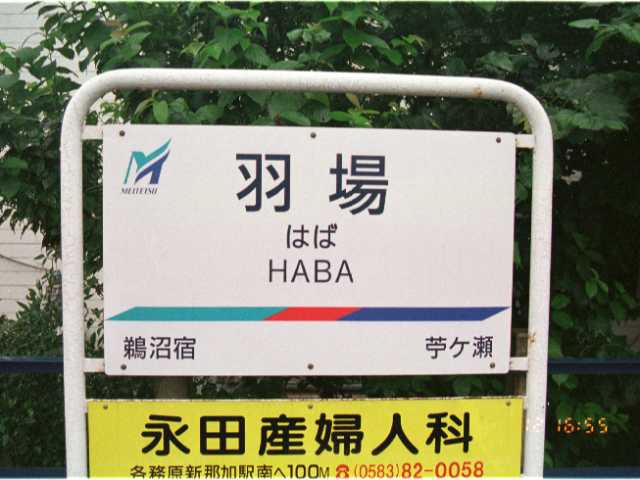 MEITETSU
羽場
はば
HABA
鵜沼宿
苧ケ瀬
永田産婦人科
各務原新那加駅南へ100M ☎(0583)82-0058
16:55